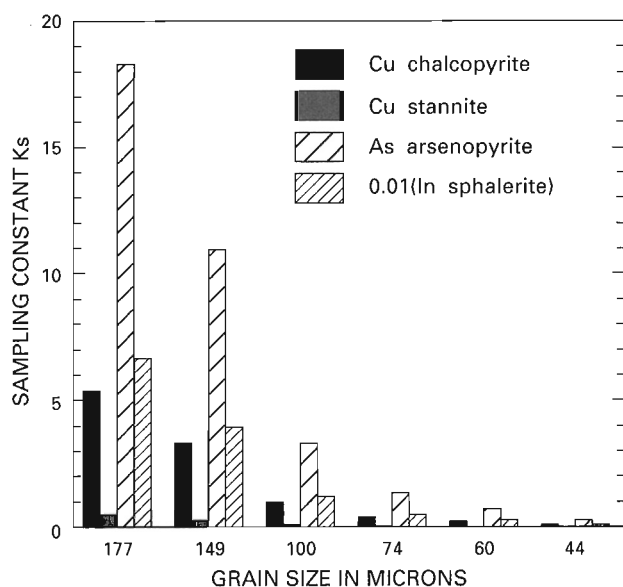 SAMPLING CONSTANT Ks
20
15
10
5
0
Cu chalcopyrite
Cu stannite
As arsenopyrite
0.01(In sphalerite)
177 149 100 74 60 44
GRAIN SIZE IN MICRONS